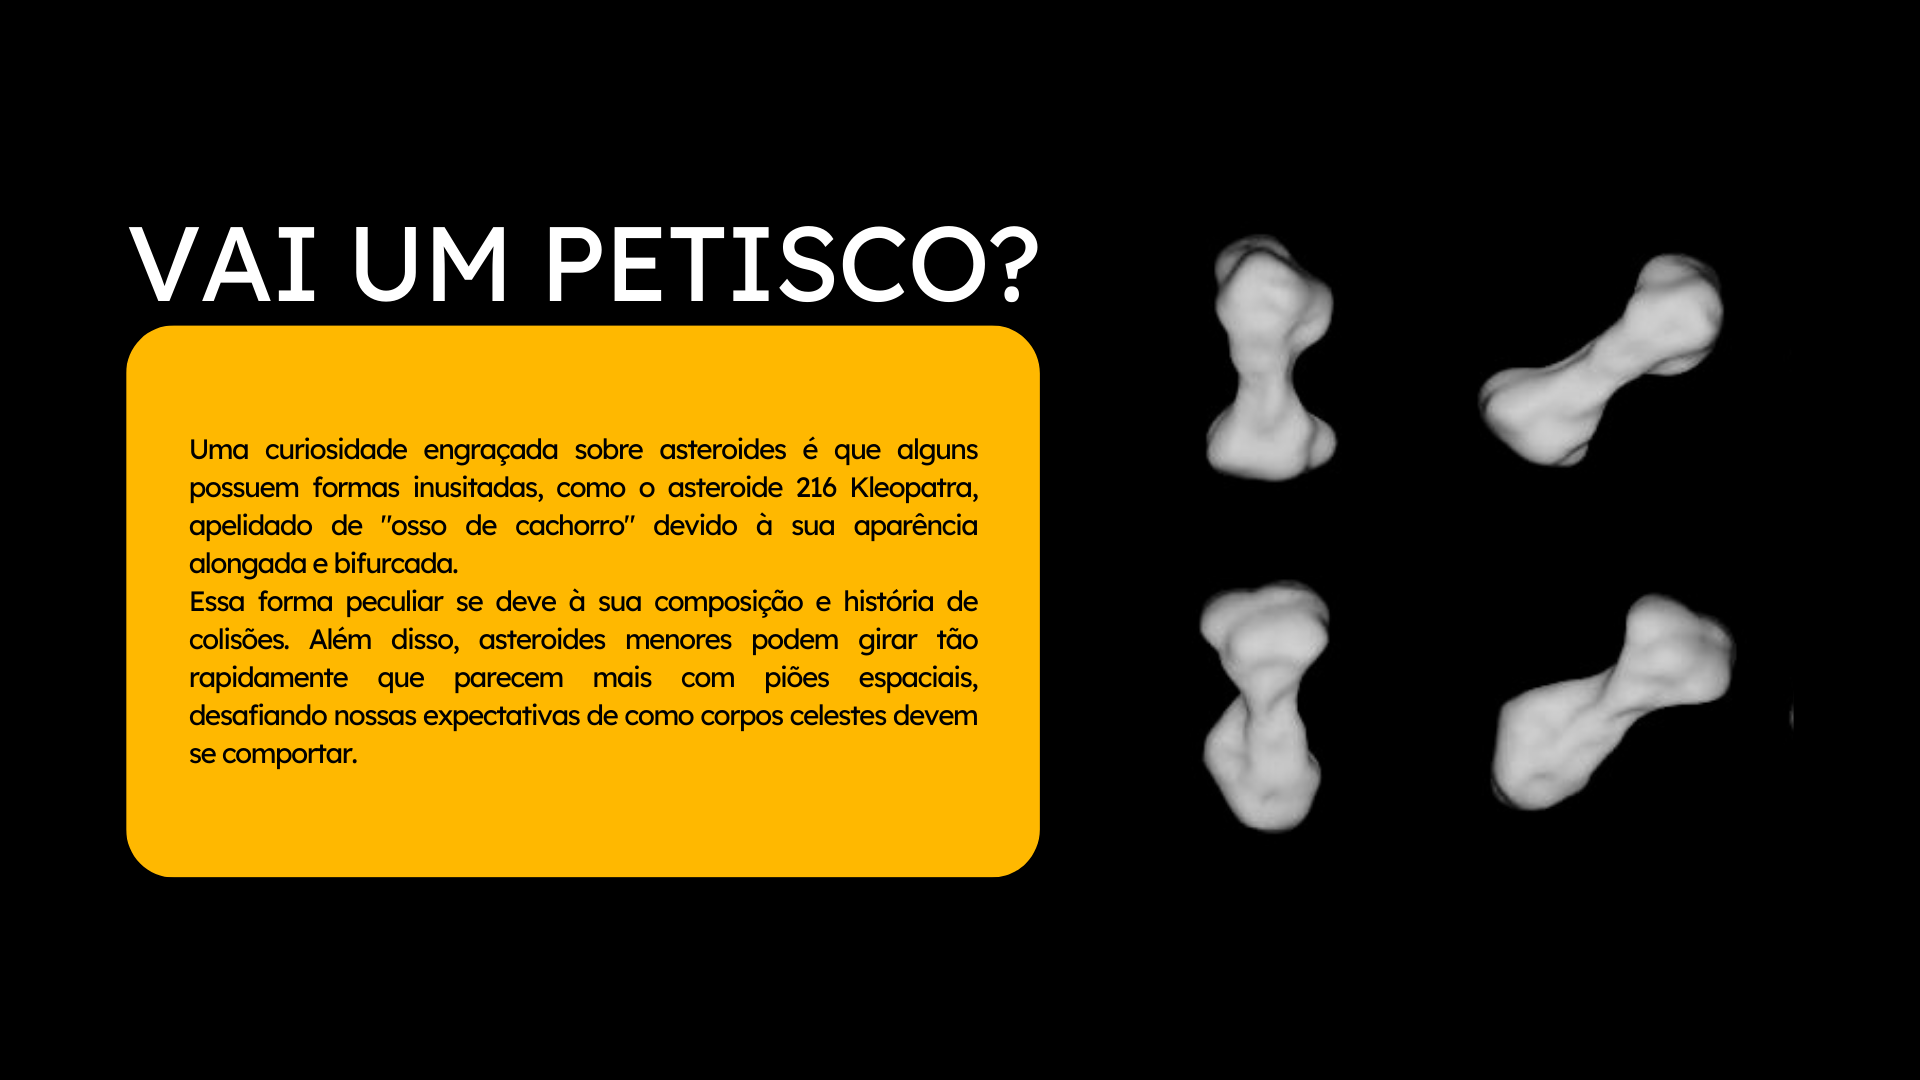 VAI UM PETISCO?
Uma curiosidade engraçada sobre asteroides é que alguns
possuem formas inusitadas, como o asteroide 216 Kleopatra,
apelidado de "osso de cachorro" devido à sua aparência
alongada e bifurcada.
Essa forma peculiar se deve à sua composição e história de
colisões. Além disso, asteroides menores podem girar tão
rapidamente que parecem mais com piões espaciais,
desafiando nossas expectativas de como corpos celestes devem
se comportar.